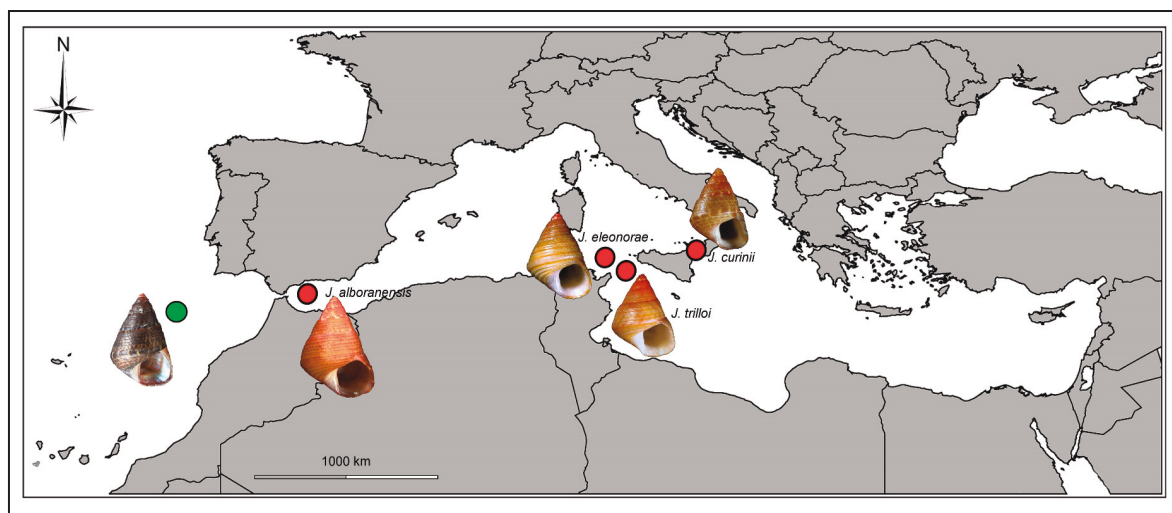 N
J. eleonorae
J. curinii
J. alboranensis
J. trilloi
1000 km